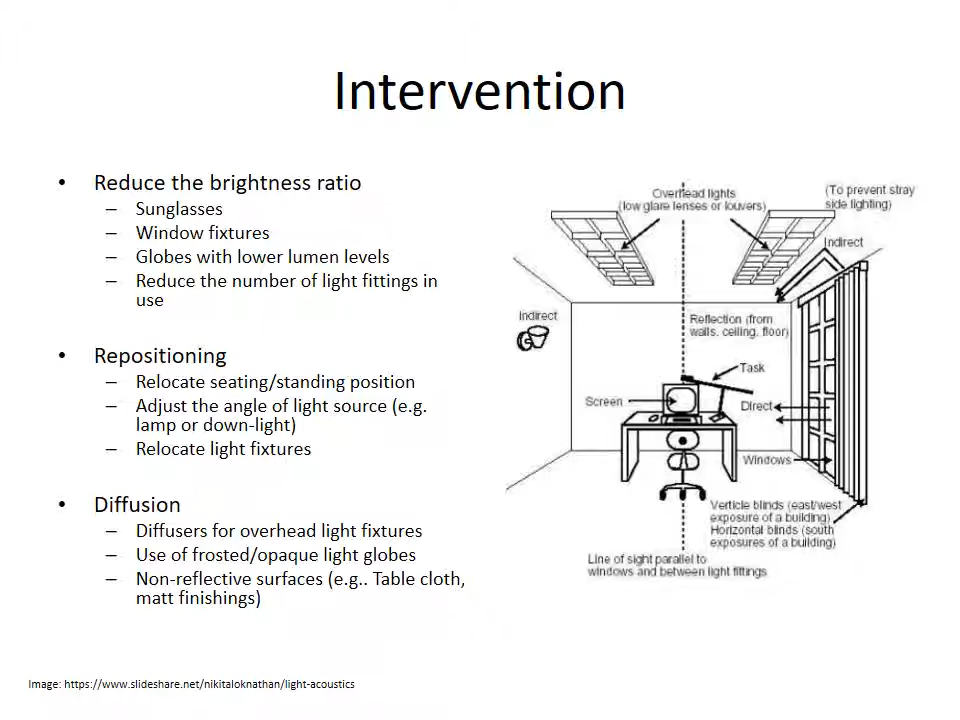 Intervention
• Reduce the brightness ratio
– Sunglasses
– Window fixtures
– Globes with lower lumen levels
– Reduce the number of light fittings in
use
• Repositioning
– Relocate seating/standing position
– Adjust the angle of light source (e.g.
lamp or down-light)
– Relocate light fixtures
• Diffusion
– Diffusers for overhead light fixtures
– Use of frosted/opaque light globes
– Non-reflective surfaces (e.g.. Table cloth,
matt finishings)
Overhead lights
(low glare lenses or louvers)
(To prevent stray
side lighting)
Indirect
Indirect
Reflection (from
walls, ceiling, floor)
Task
Screen
Direct
Windows
Verticle blinds (east/west
exposure of a building)
Horizontal blinds (south
exposures of a building)
Line of sight parallel to
windows and between light fittings
Image: https://www.slideshare.net/nikitaloknathan/light-acoustics